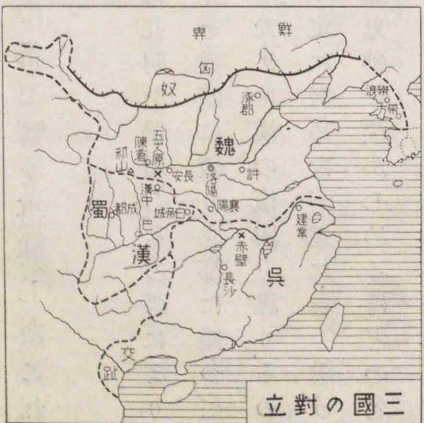 鮮卑
匈奴
樂浪
帶方
涿郡
魏
五丈原
陳倉
祁山
長安
洛陽
許
漢中
襄陽
白帝城
成都
巴
蜀漢
建業
赤壁
長沙
吳
交趾
三國の對立